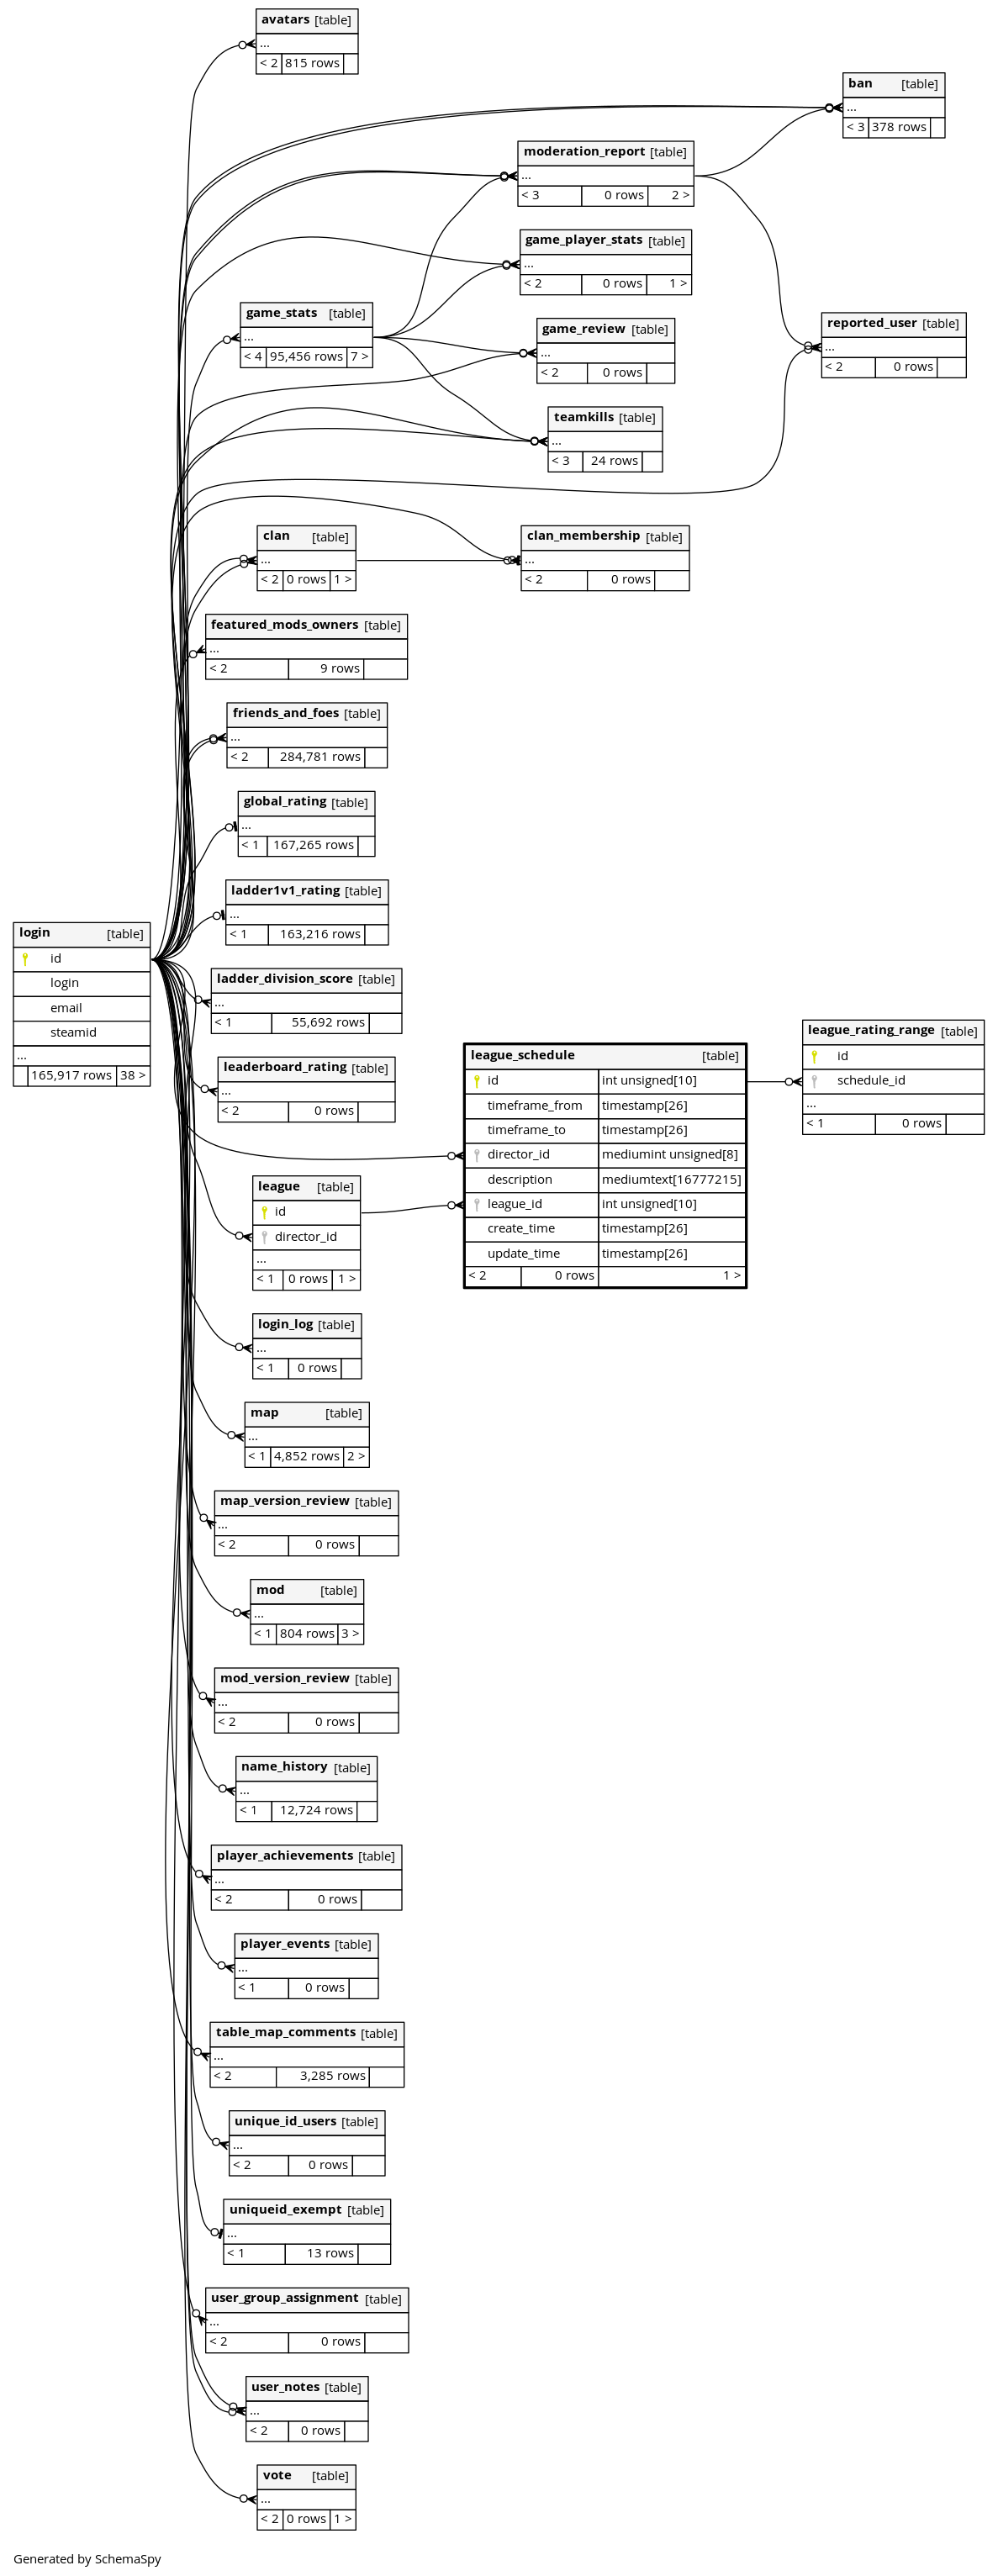 avatars [table]
...
< 2 815 rows
ban [table]
...
< 3 378 rows
moderation_report [table]
...
< 3 0 rows 2 >
game_player_stats [table]
...
< 2 0 rows 1 >
game_stats [table]
...
< 4 95,456 rows 7 >
game_review [table]
...
< 2 0 rows
reported_user [table]
...
< 2 0 rows
teamkills [table]
...
< 3 24 rows
clan [table]
...
< 2 0 rows 1 >
clan_membership [table]
...
< 2 0 rows
featured_mods_owners [table]
...
< 2 9 rows
friends_and_foes [table]
...
< 2 284,781 rows
global_rating [table]
...
< 1 167,265 rows
ladder1v1_rating [table]
...
< 1 163,216 rows
login [table]
id
login
email
steamid
...
165,917 rows 38 >
ladder_division_score [table]
...
< 1 55,692 rows
leaderboard_rating [table]
...
< 2 0 rows
league_schedule [table]
id int unsigned[10]
timeframe_from timestamp[26]
timeframe_to timestamp[26]
director_id mediumint unsigned[8]
description mediumtext[16777215]
league_id int unsigned[10]
create_time timestamp[26]
update_time timestamp[26]
< 2 0 rows 1 >
league_rating_range [table]
id
schedule_id
...
< 1 0 rows
league [table]
id
director_id
...
< 1 0 rows 1 >
login_log [table]
...
< 1 0 rows
map [table]
...
< 1 4,852 rows 2 >
map_version_review [table]
...
< 2 0 rows
mod [table]
...
< 1 804 rows 3 >
mod_version_review [table]
...
< 2 0 rows
name_history [table]
...
< 1 12,724 rows
player_achievements [table]
...
< 2 0 rows
player_events [table]
...
< 1 0 rows
table_map_comments [table]
...
< 2 3,285 rows
unique_id_users [table]
...
< 2 0 rows
uniqueid_exempt [table]
...
< 1 13 rows
user_group_assignment [table]
...
< 2 0 rows
user_notes [table]
...
< 2 0 rows
vote [table]
...
< 2 0 rows 1 >
Generated by SchemaSpy